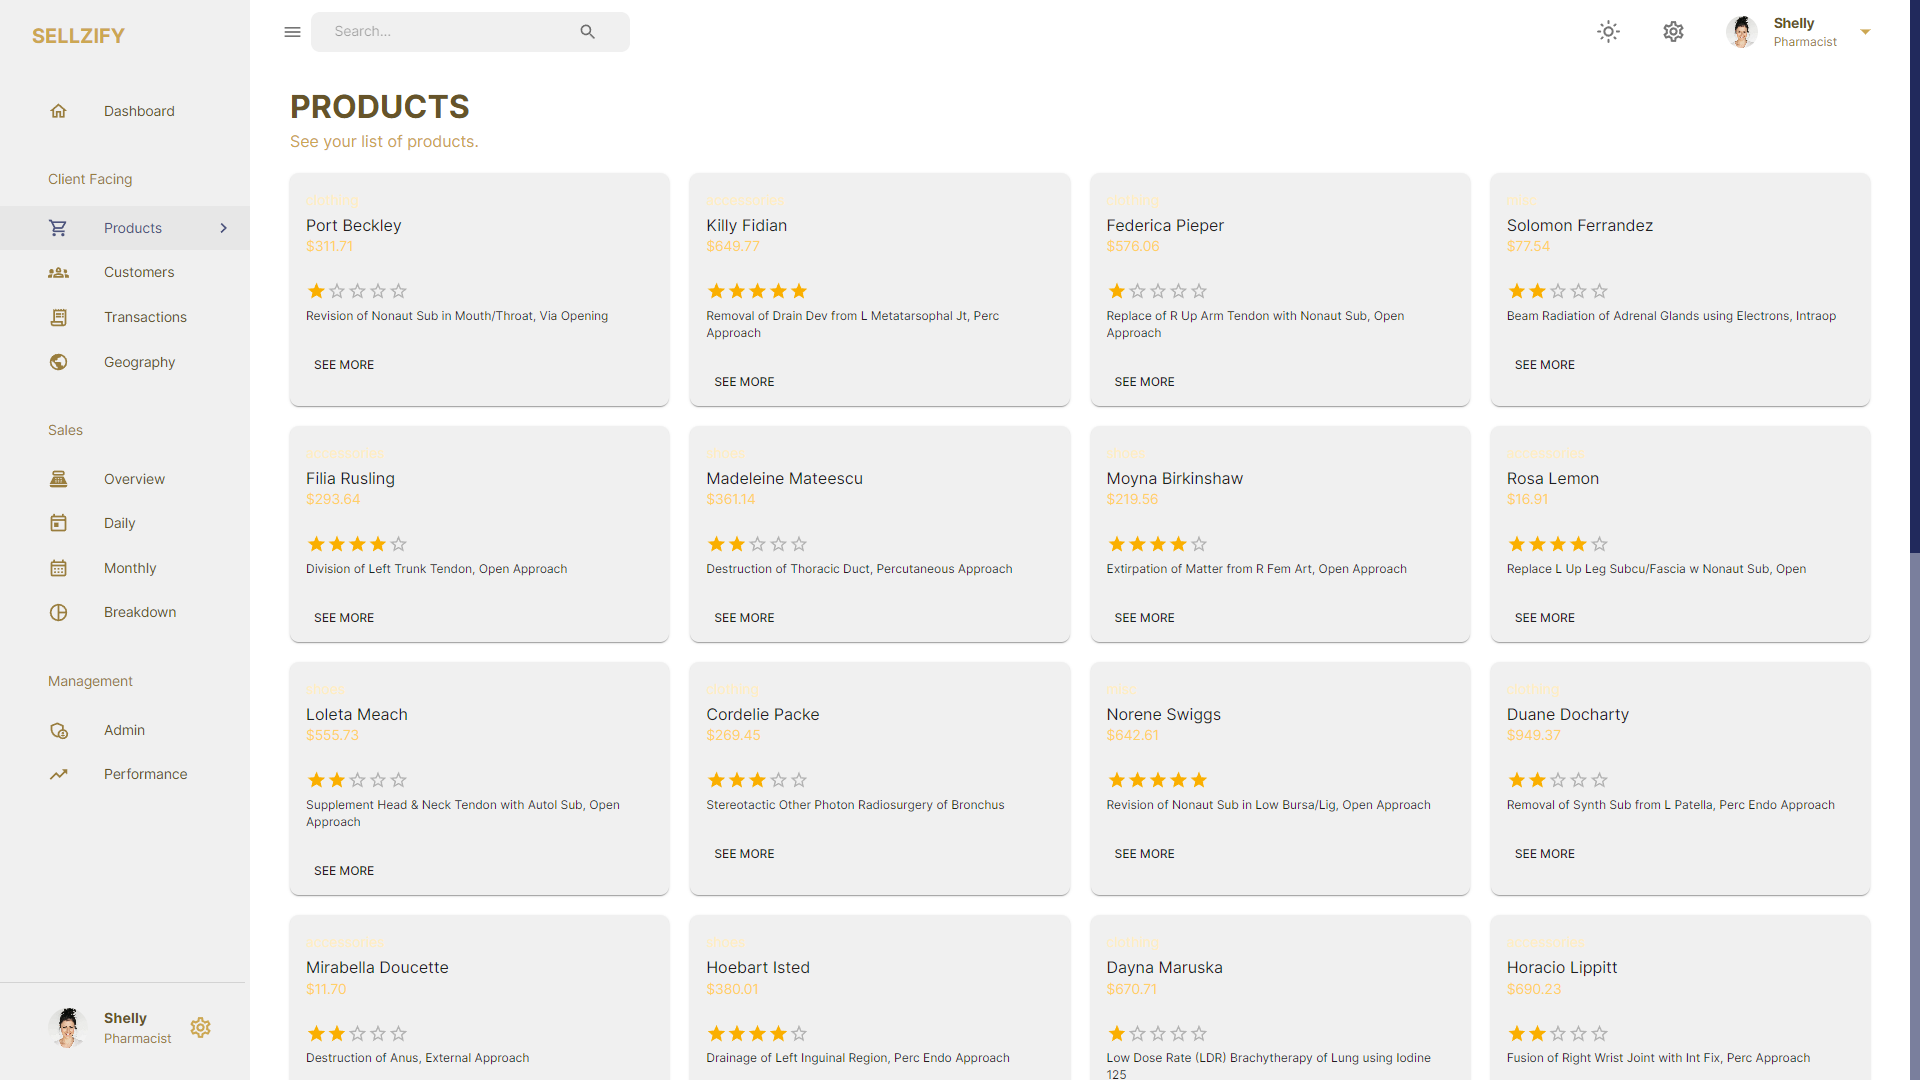 SELLZIFY
Search...
Shelly
Pharmacist
Dashboard
Client Facing
Products
Customers
Transactions
Geography
Sales
Overview
Daily
Monthly
Breakdown
Management
Admin
Performance
Shelly
Pharmacist
PRODUCTS
See your list of products.
clothing
Port Beckley
$311.71
Revision of Nonaut Sub in Mouth/Throat, Via Opening
SEE MORE
accessories
Killy Fidian
$649.77
Removal of Drain Dev from L Metatarsophal Jt, Perc
Approach
SEE MORE
clothing
Federica Pieper
$576.06
Replace of R Up Arm Tendon with Nonaut Sub, Open
Approach
SEE MORE
misc
Solomon Ferrandez
$77.54
Beam Radiation of Adrenal Glands using Electrons, Intraop
SEE MORE
accessories
Filia Rusling
$293.64
Division of Left Trunk Tendon, Open Approach
SEE MORE
shoes
Madeleine Mateescu
$361.14
Destruction of Thoracic Duct, Percutaneous Approach
SEE MORE
shoes
Moyna Birkinshaw
$219.56
Extirpation of Matter from R Fem Art, Open Approach
SEE MORE
accessories
Rosa Lemon
$16.91
Replace L Up Leg Subcu/Fascia w Nonaut Sub, Open
SEE MORE
shoes
Loleta Meach
$555.73
Supplement Head & Neck Tendon with Autol Sub, Open
Approach
SEE MORE
clothing
Cordelie Packe
$269.45
Stereotactic Other Photon Radiosurgery of Bronchus
SEE MORE
misc
Norene Swiggs
$642.61
Revision of Nonaut Sub in Low Bursa/Lig, Open Approach
SEE MORE
clothing
Duane Docharty
$949.37
Removal of Synth Sub from L Patella, Perc Endo Approach
SEE MORE
accessories
Mirabella Doucette
$11.70
Destruction of Anus, External Approach
shoes
Hoebart Isted
$380.01
Drainage of Left Inguinal Region, Perc Endo Approach
clothing
Dayna Maruska
$670.71
Low Dose Rate (LDR) Brachytherapy of Lung using Iodine
125
accessories
Horacio Lippitt
$690.23
Fusion of Right Wrist Joint with Int Fix, Perc Approach